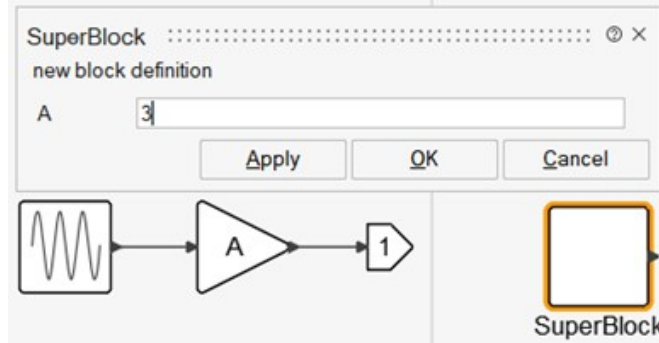 SuperBlock
new block definition
A 3
Apply OK Cancel
A 1
SuperBlock